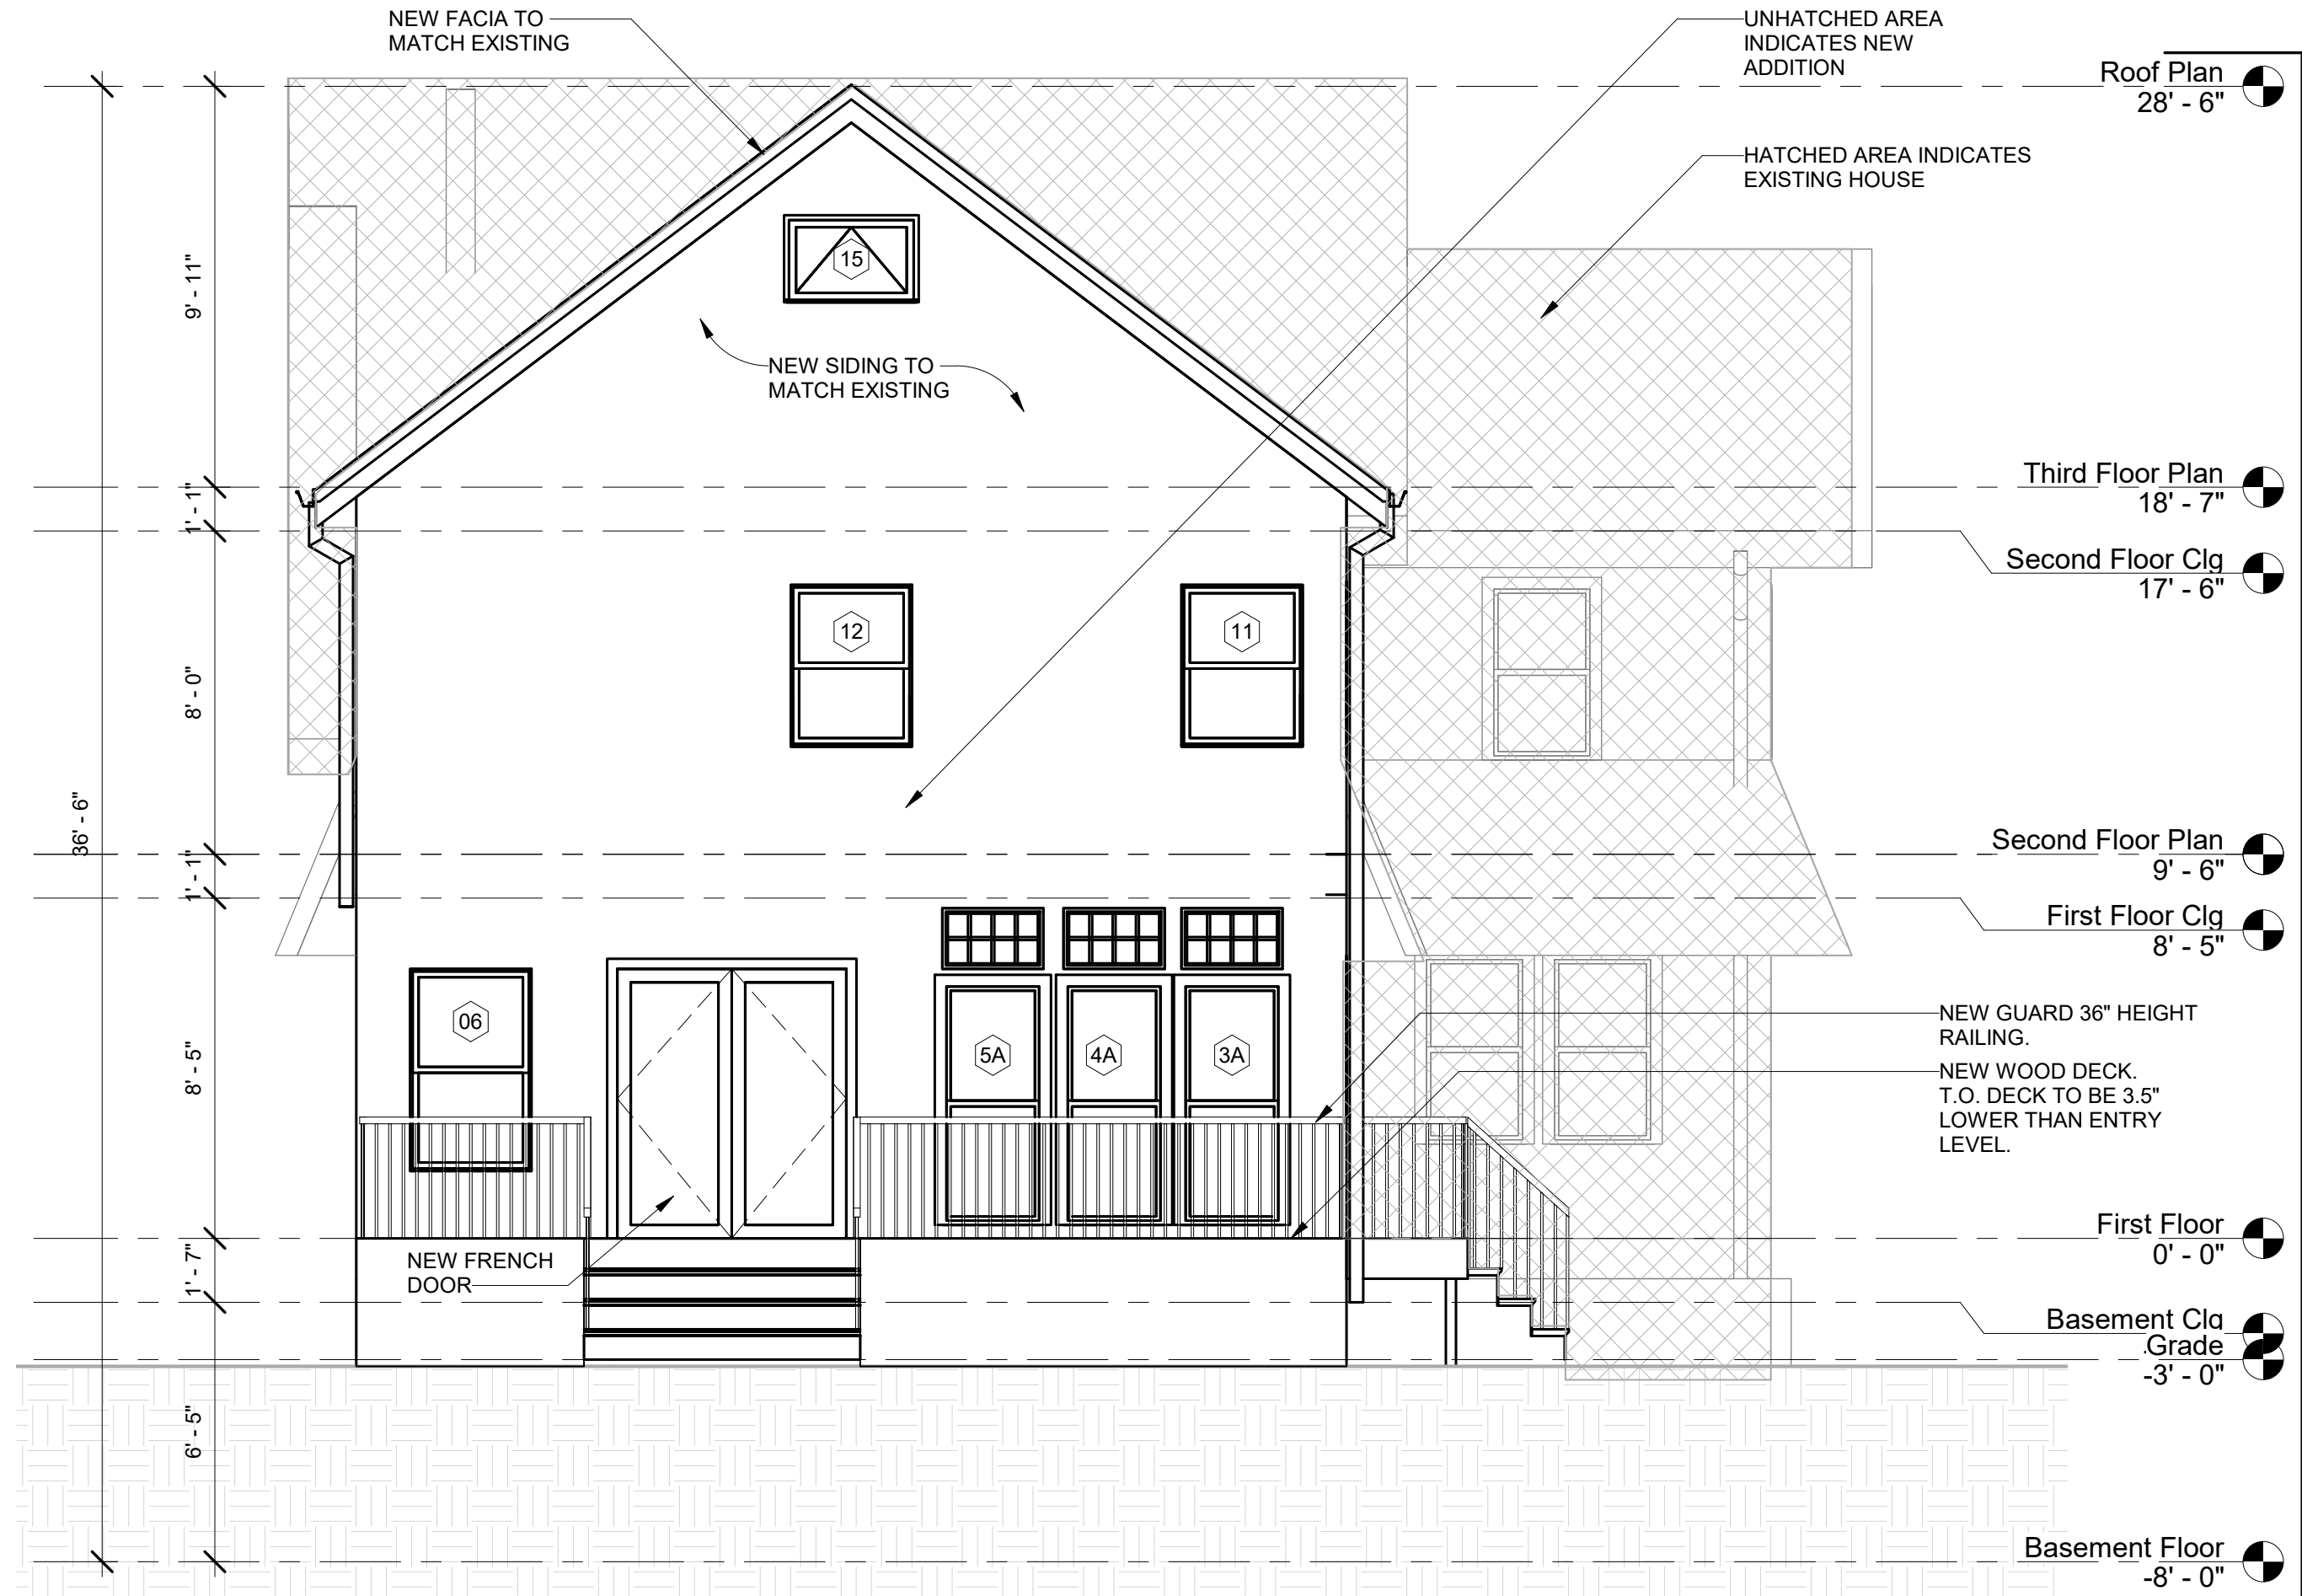 NEW FACIA TO
MATCH EXISTING
UNHATCHED AREA
INDICATES NEW
ADDITION
Roof Plan
28' - 6"
HATCHED AREA INDICATES
EXISTING HOUSE
9' - 11"
15
NEW SIDING TO
MATCH EXISTING
Third Floor Plan
18' - 7"
1' - 1"
Second Floor Clg
17' - 6"
12
11
8' - 0"
36' - 6"
Second Floor Plan
9' - 6"
1' - 1"
First Floor Clg
8' - 5"
06
5A
4A
3A
8' - 5"
NEW GUARD 36" HEIGHT
RAILING.
NEW WOOD DECK.
T.O. DECK TO BE 3.5"
LOWER THAN ENTRY
LEVEL.
First Floor
0' - 0"
NEW FRENCH
DOOR
1' - 7"
Basement Clg
Grade
-3' - 0"
6' - 5"
Basement Floor
-8' - 0"